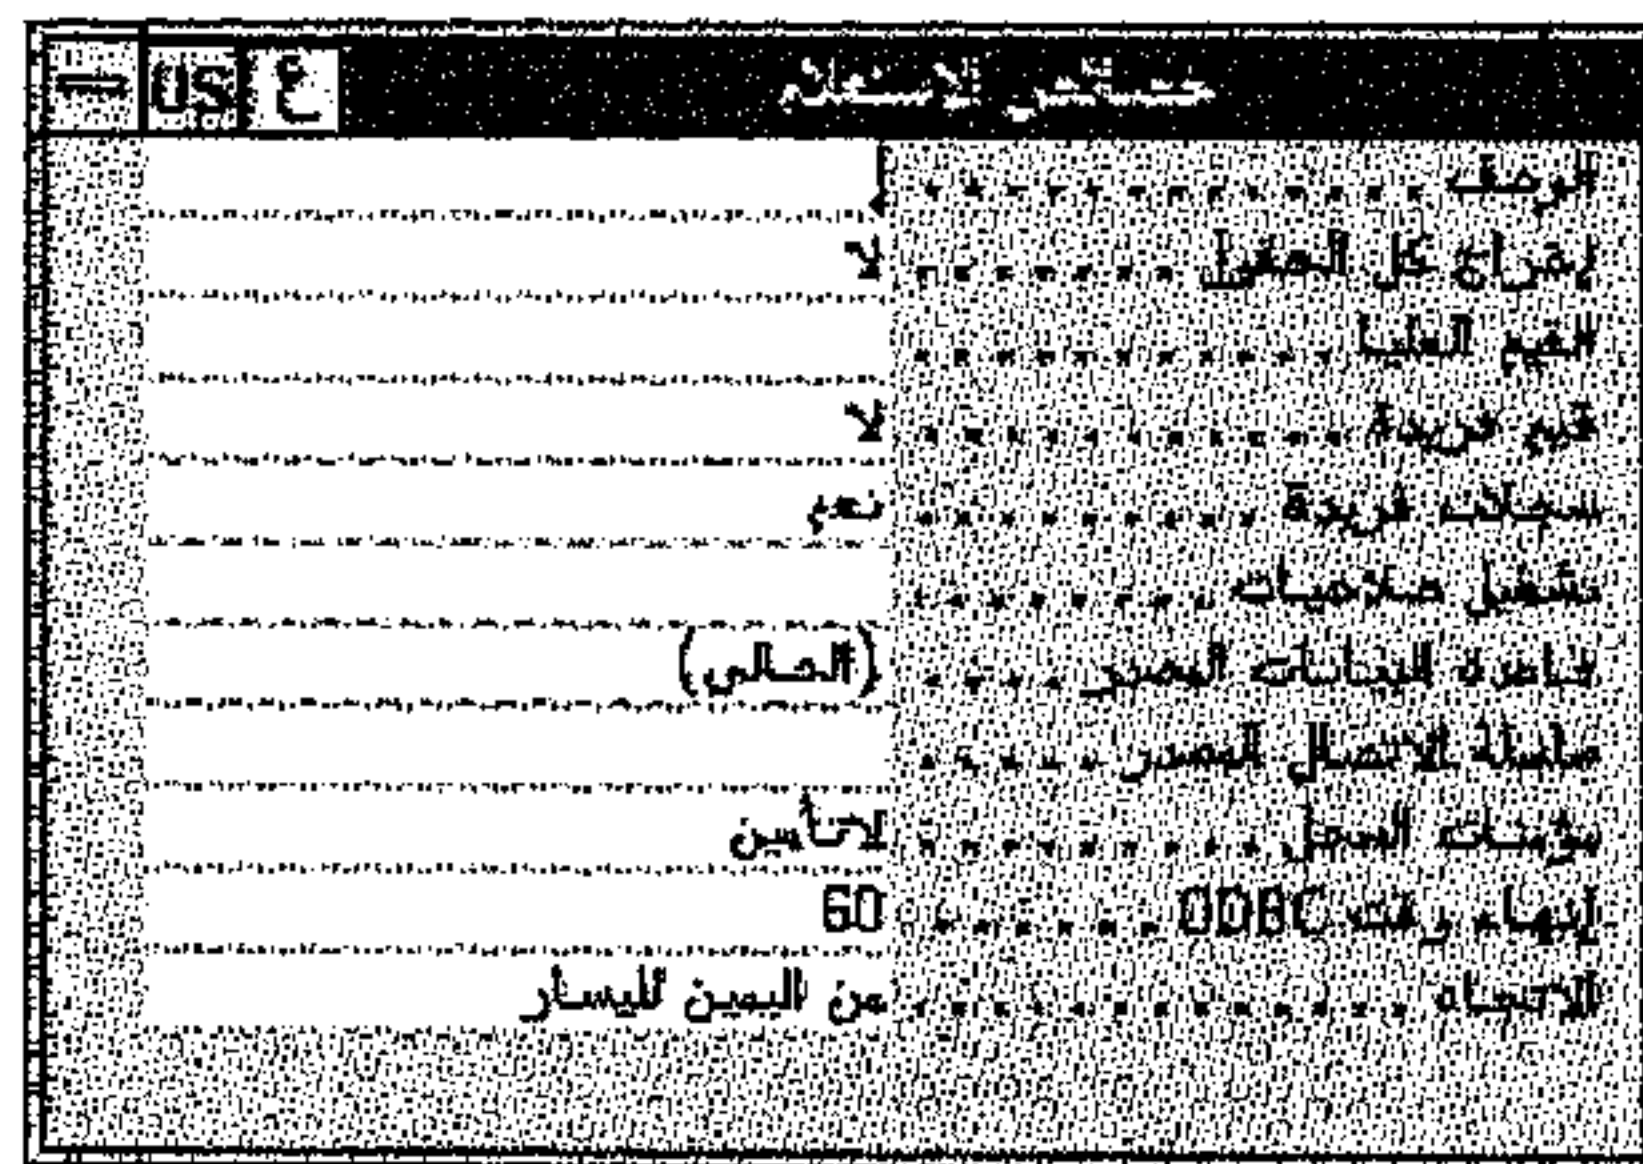 خصائص الاستعلام ع US
الوصف
إخراج كل الحقول لا
القيم العليا
قيم فريدة لا
سجلات فريدة نعم
تشغيل صلاحيات
قاعدة البيانات المصدر (الحالي)
سلسلة الاتصال المصدر
مؤمنات السجل لا تأمين
إنهاء وقت ODBC 60
الاتجاه من اليمين لليسار